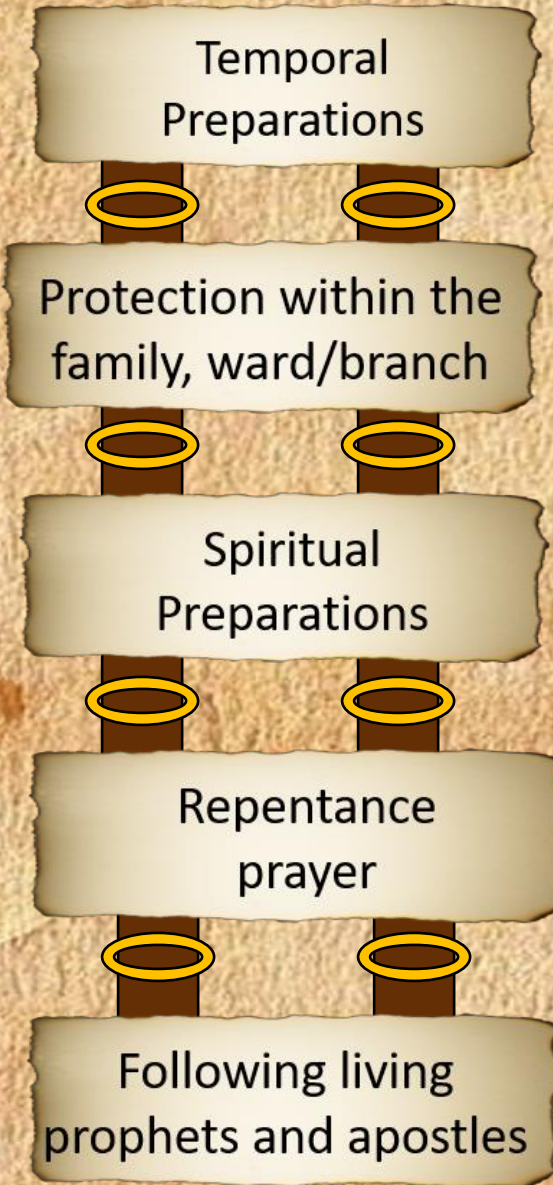 Temporal
Preparations
Protection within the
family, ward/branch
Spiritual
Preparations
Repentance
prayer
Following living
prophets and apostles